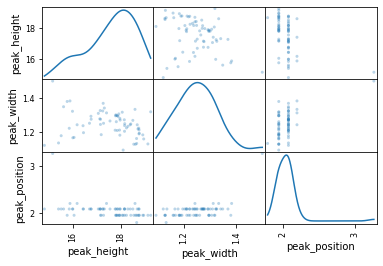 peak_height
18
16
peak_width
1.4
1.2
peak_position
3
2
16
18
1.2
1.4
2
3
peak_height
peak_width
peak_position